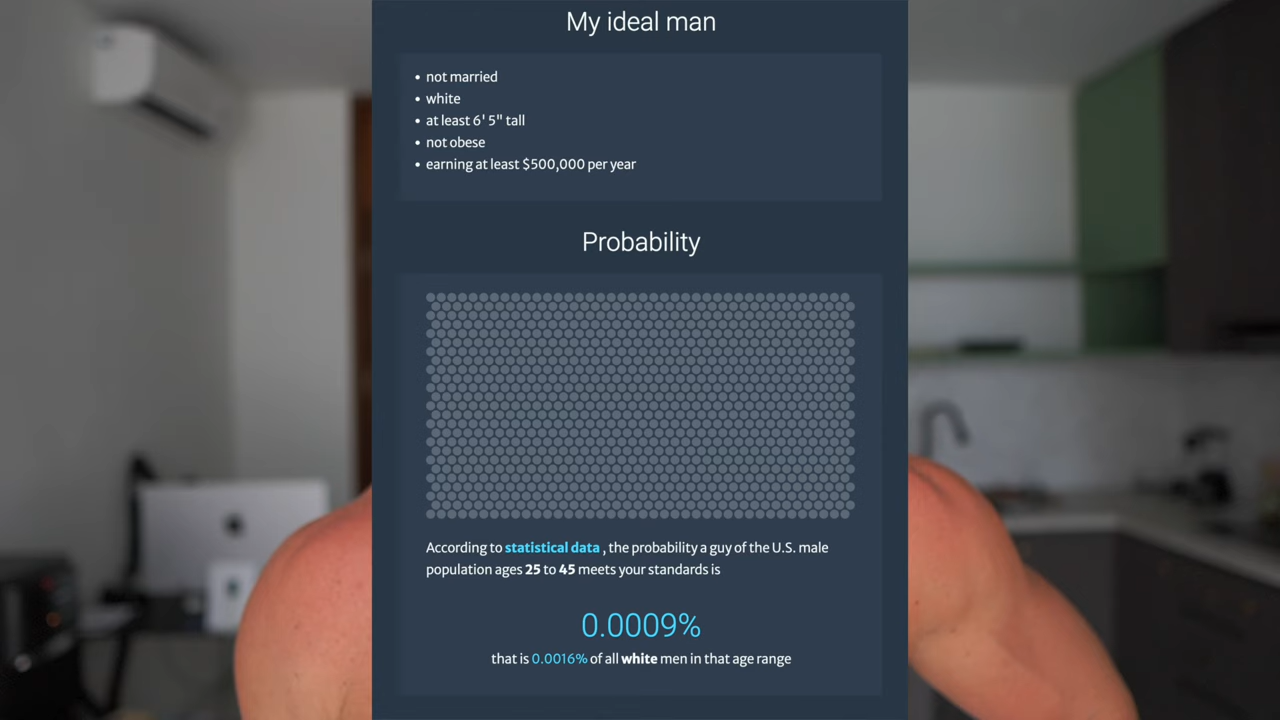 My ideal man
• not married
• white
• at least 6' 5" tall
• not obese
• earning at least $500,000 per year
Probability
According to statistical data , the probability a guy of the U.S. male
population ages 25 to 45 meets your standards is
0.0009%
that is 0.0016% of all white men in that age range